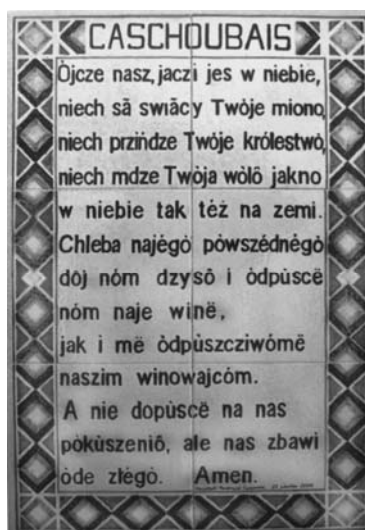 CASCHOUBAIS
Òjcze nasz, jaczi jes w niebie,
niech sã swiãcy Twòje miono,
niech przińdze Twòje królestwò,
niech mdze Twòja wòlô jakno
w niebie tak téż na zemi.
Chleba najégò pòwszédnégò
dôj nóm dzysô i òdpùscë
nóm naje winë,
jak i më òdpùszcziwómë
naszim winowajcóm.
A nie dopùscë na nas
pòkùszeniô, ale nas zbawi
òde złégò. Amen.